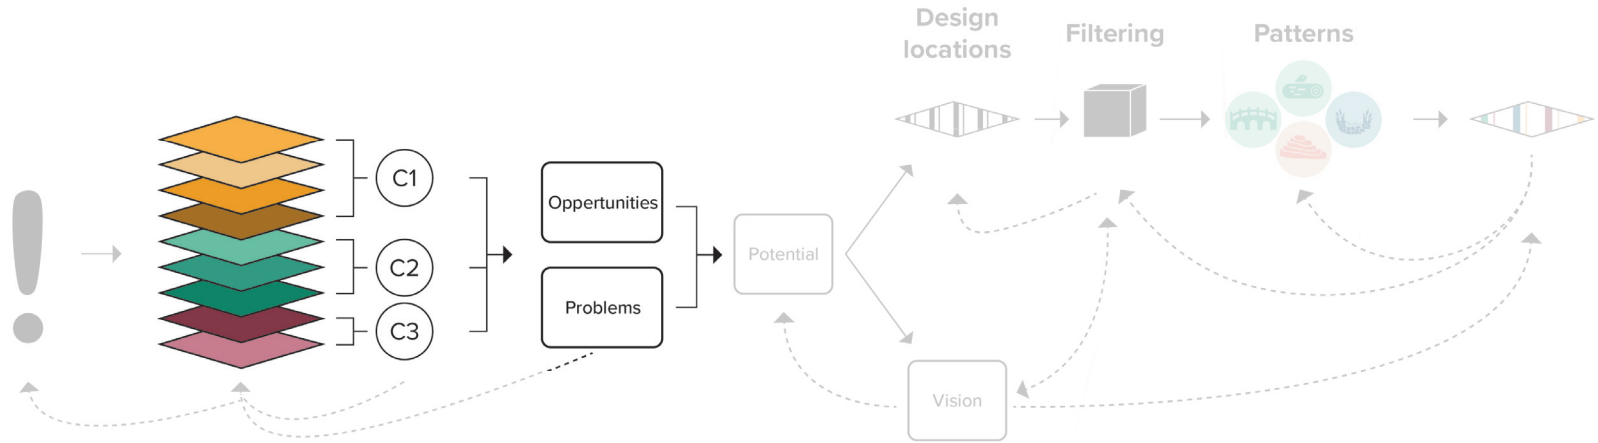 Design
locations
Filtering
Patterns
C1
C2
C3
Oppertunities
Problems
Potential
Vision